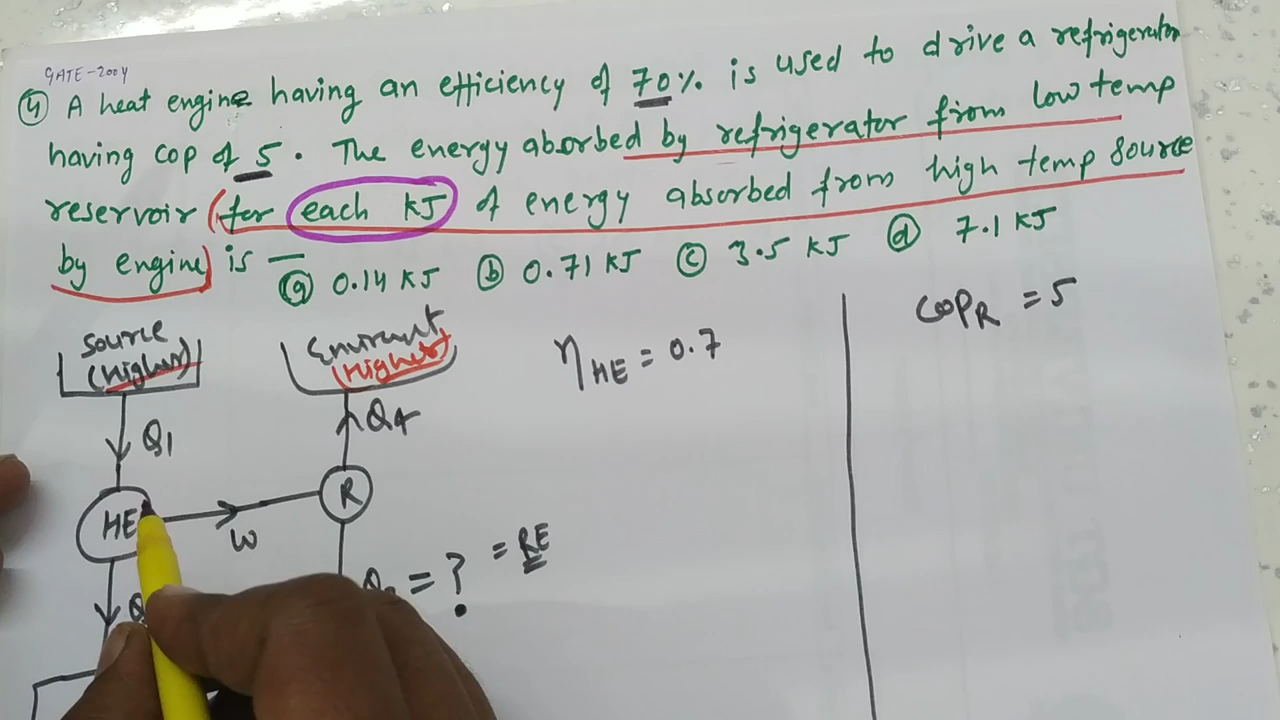 GATE-2004
④ A heat engine having an efficiency of 70% is used to drive a refrigerator
having cop of 5. The energy absorbed by refrigerator from low temp
reservoir (for each KJ of energy absorbed from high temp source
by engine) is —
ⓐ 0.14 KJ ⓑ 0.71 KJ ⓒ 3.5 KJ ⓓ 7.1 KJ
Source
(Higher)
(Higher)
η HE = 0.7
COP R = 5
Q1
Q4
HE
W
R
= ? = RE